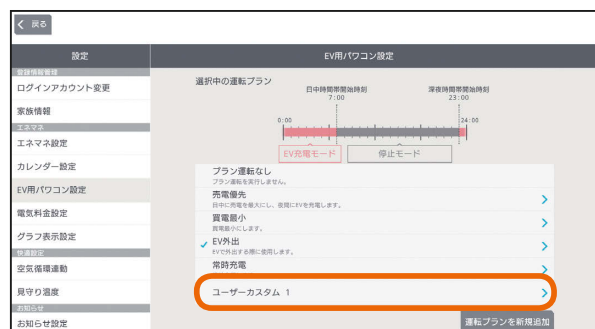 戻る
設定
EV用パワコン設定
登録情報管理
ログインアカウント変更
家族情報
エネマネ
エネマネ設定
カレンダー設定
EV用パワコン設定
電気料金設定
グラフ表示設定
快適設定
空気循環連動
見守り温度
お知らせ
お知らせ設定
選択中の運転プラン
日中時間帯開始時刻
7:00
深夜時間帯開始時刻
23:00
0:00
24:00
EV充電モード
停止モード
プラン運転なし
プラン運転を実行しません。
売電優先
日中に売電を最大にし、夜間にEVを充電します。
買電最小
買電最小にします。
EV外出
EVで外出する際に使用します。
常時充電
ユーザーカスタム 1
運転プランを新規追加